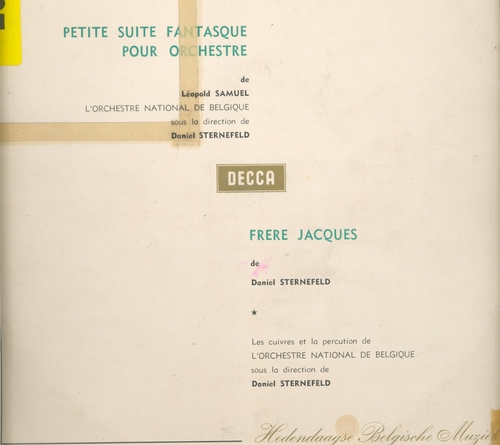 PETITE SUITE FANTASQUE
POUR ORCHESTRE
de
Léopold SAMUEL
L'ORCHESTRE NATIONAL DE BELGIQUE
sous la direction de
Daniel STERNEFELD
DECCA
FRERE JACQUES
de
Daniel STERNEFELD
★
Les cuivres et la percution de
L'ORCHESTRE NATIONAL DE BELGIQUE
sous la direction de
Daniel STERNEFELD
Hedendaagse Belgische